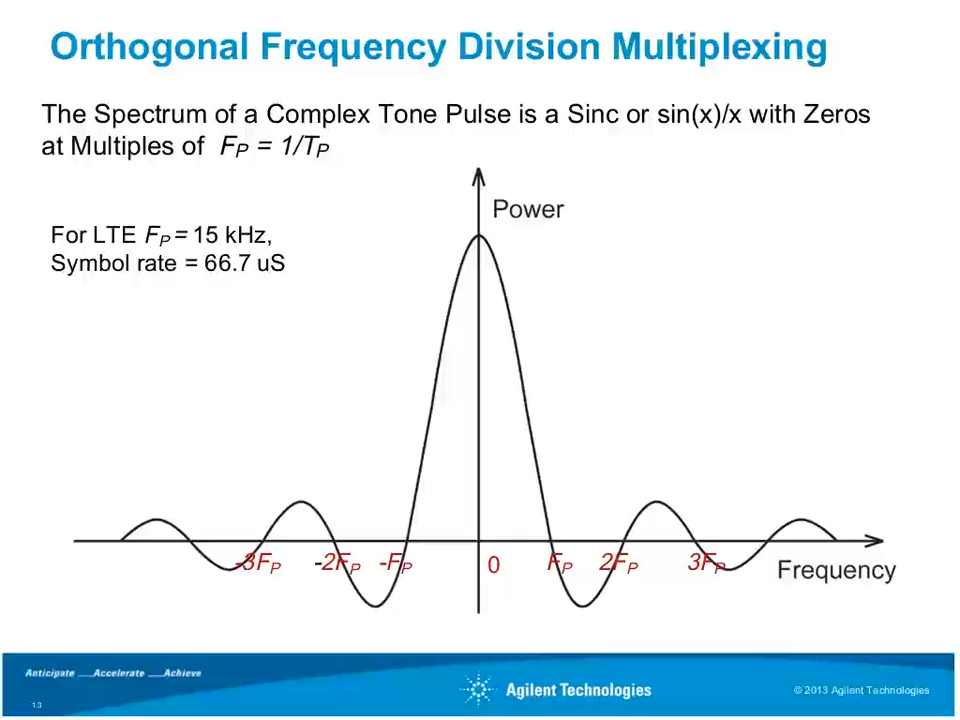 Orthogonal Frequency Division Multiplexing
The Spectrum of a Complex Tone Pulse is a Sinc or sin(x)/x with Zeros
at Multiples of FP = 1/TP
Power
For LTE FP = 15 kHz,
Symbol rate = 66.7 uS
-3FP -2FP -FP 0 FP 2FP 3FP
Frequency
Anticipate __Accelerate __Achieve
Agilent Technologies
© 2013 Agilent Technologies
13